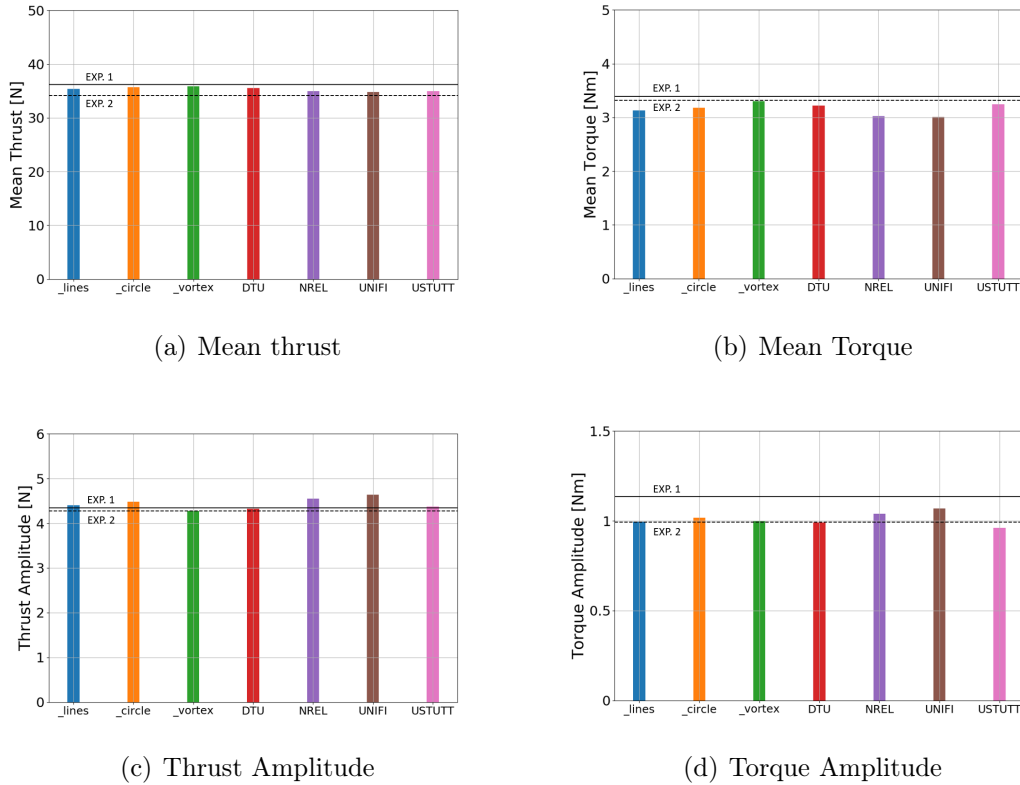 50
40
30
20
10
0
Mean Thrust [N]
EXP. 1
EXP. 2
_lines
_circle
_vortex
DTU
NREL
UNIFI
USTUTT
(a) Mean thrust
5
4
3
2
1
0
Mean Torque [Nm]
EXP. 1
EXP. 2
_lines
_circle
_vortex
DTU
NREL
UNIFI
USTUTT
(b) Mean Torque
6
5
4
3
2
1
0
Thrust Amplitude [N]
EXP. 1
EXP. 2
_lines
_circle
_vortex
DTU
NREL
UNIFI
USTUTT
(c) Thrust Amplitude
1.5
1
0.5
0
Torque Amplitude [Nm]
EXP. 1
EXP. 2
_lines
_circle
_vortex
DTU
NREL
UNIFI
USTUTT
(d) Torque Amplitude